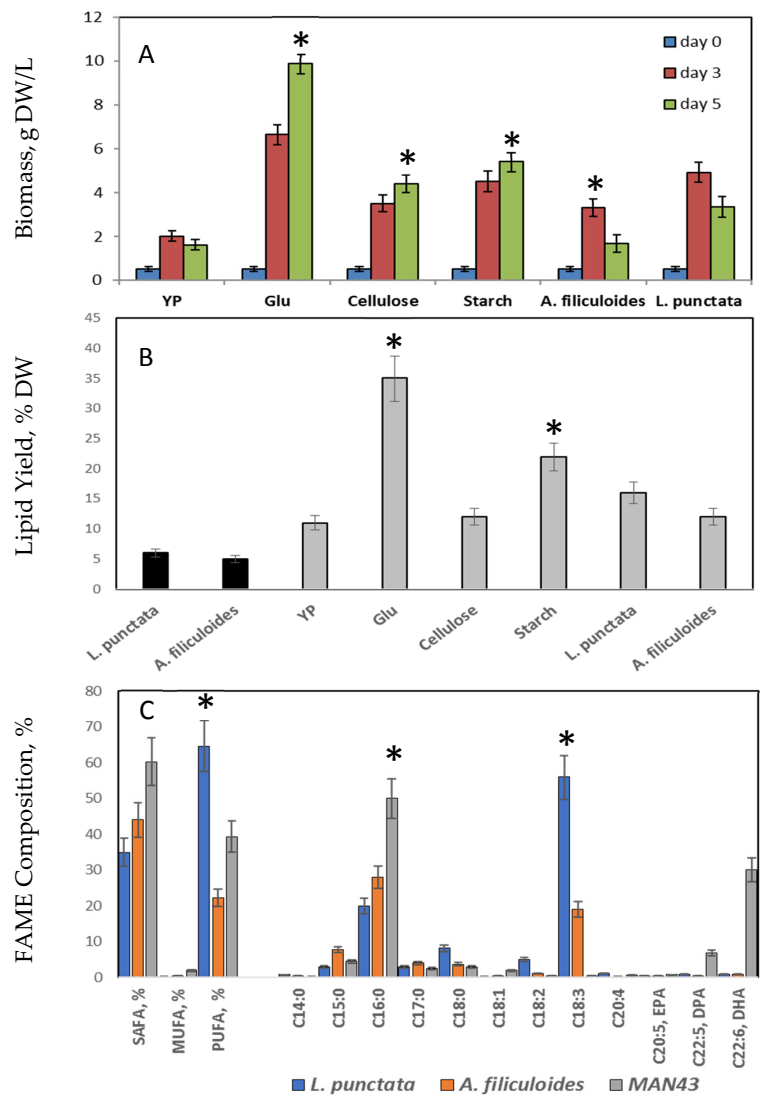 12
10
8
6
4
2
0
Biomass, g DW/L
A
*
*
*
*
day 0
day 3
day 5
YP Glu Cellulose Starch A. filiculoides L. punctata
45
40
35
30
25
20
15
10
5
0
Lipid Yield, % DW
B
*
*
L. punctata A. filiculoides YP Glu Cellulose Starch L. punctata A. filiculoides
80
70
60
50
40
30
20
10
0
FAME Composition, %
C
*
*
*
SAFA, % MUFA, % PUFA, % C14:0 C15:0 C16:0 C17:0 C18:0 C18:1 C18:2 C18:3 C20:4 C20:5, EPA C22:5, DPA C22:6, DHA
L. punctata A. filiculoides MAN43